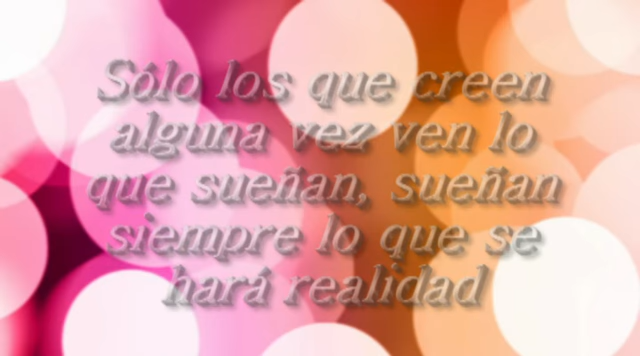 Sólo los que creen
alguna vez ven lo
que sueñan, sueñan
siempre lo que se
hará realidad